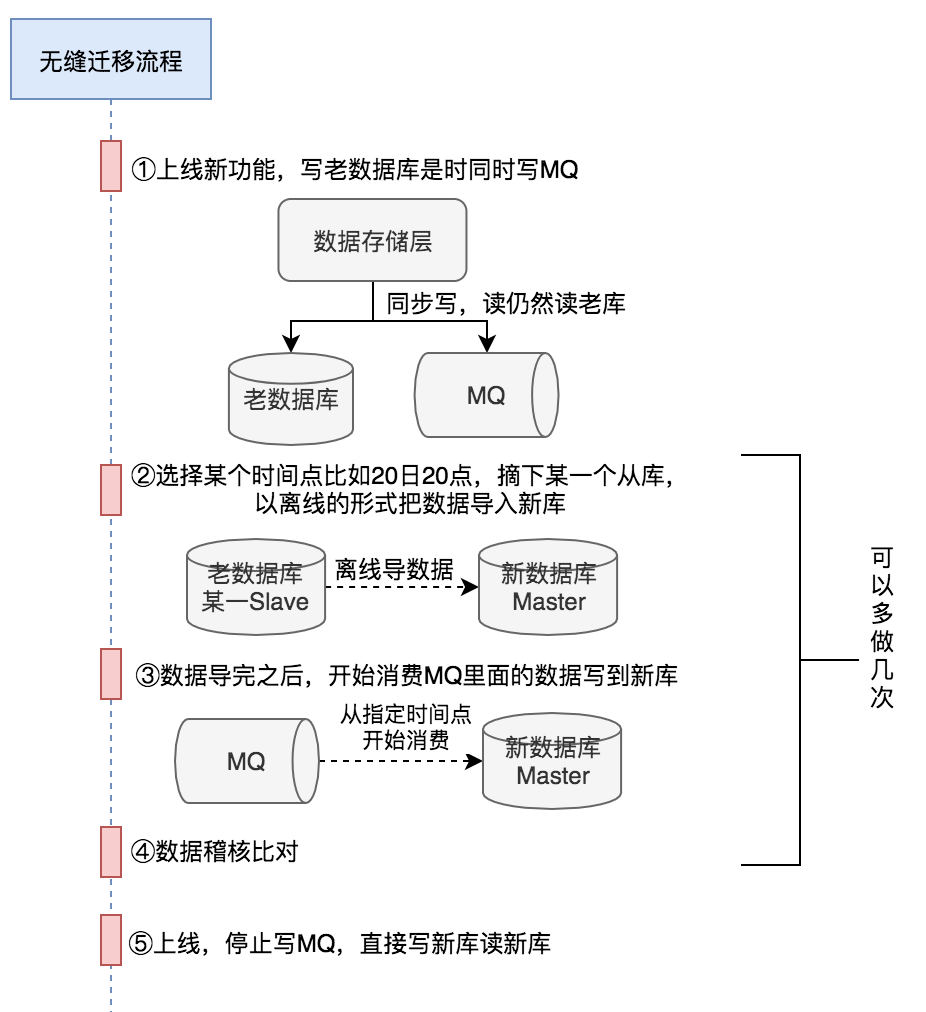 无缝迁移流程
①上线新功能，写老数据库是时同时写MQ
数据存储层
同步写，读仍然读老库
老数据库
MQ
②选择某个时间点比如20日20点，摘下某一个从库，
以离线的形式把数据导入新库
老数据库
某一Slave
离线导数据
新数据库
Master
③数据导完之后，开始消费MQ里面的数据写到新库
MQ
从指定时间点
开始消费
新数据库
Master
④数据稽核比对
可以多做几次
⑤上线，停止写MQ，直接写新库读新库